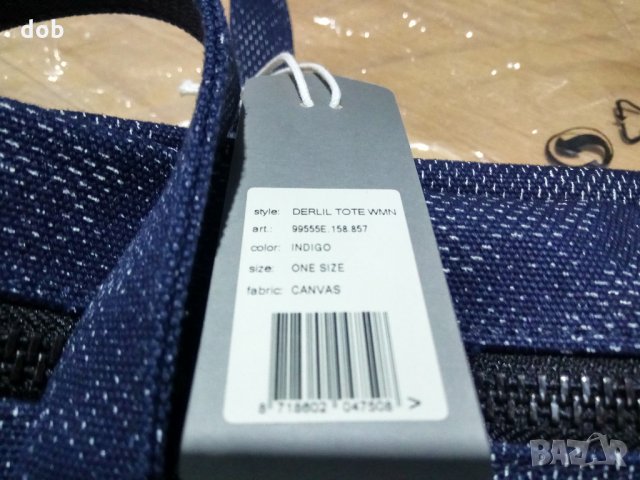 dob
style: DERLIL TOTE WMN
art.: 99555E.158.857
color: INDIGO
size: ONE SIZE
fabric: CANVAS
8 718602 047508 >
BAZAR